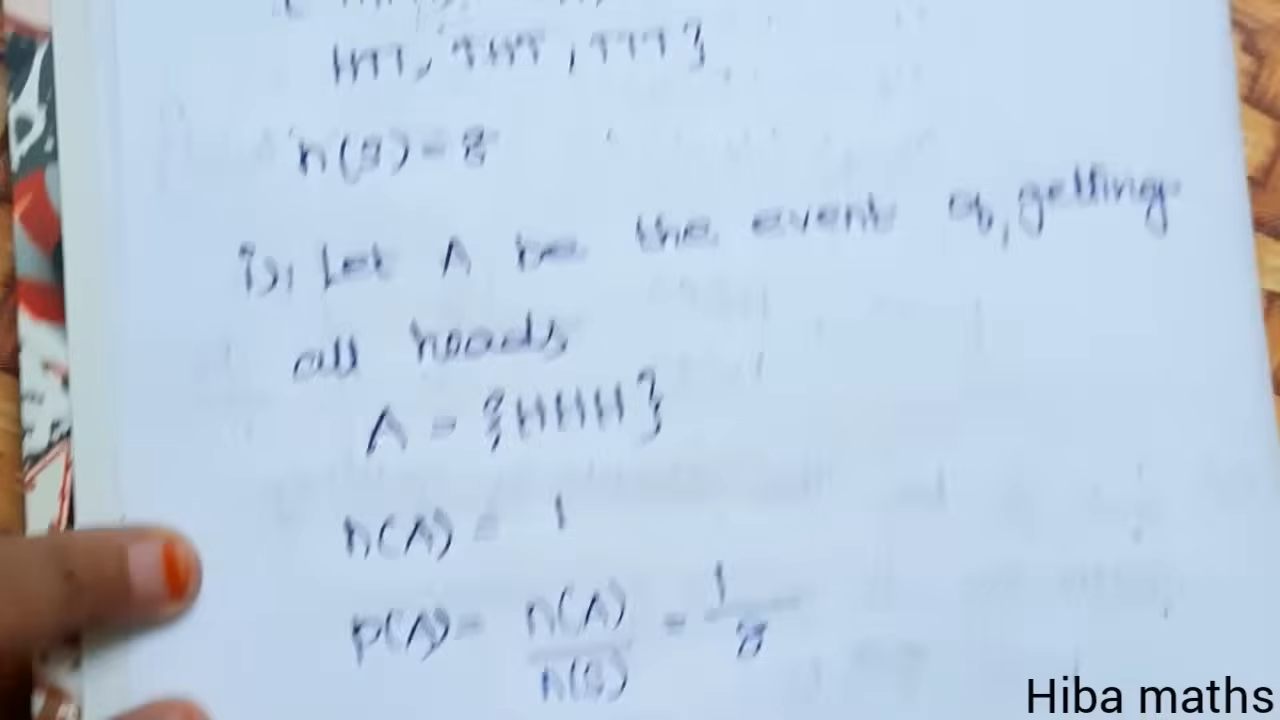 HTT, THT, TTT}
n(S) = 8
i), Let A be the event of, getting
all heads
A = {HHH}
n(A) = 1
P(A) = n(A)/n(S) = 1/8
Hiba maths